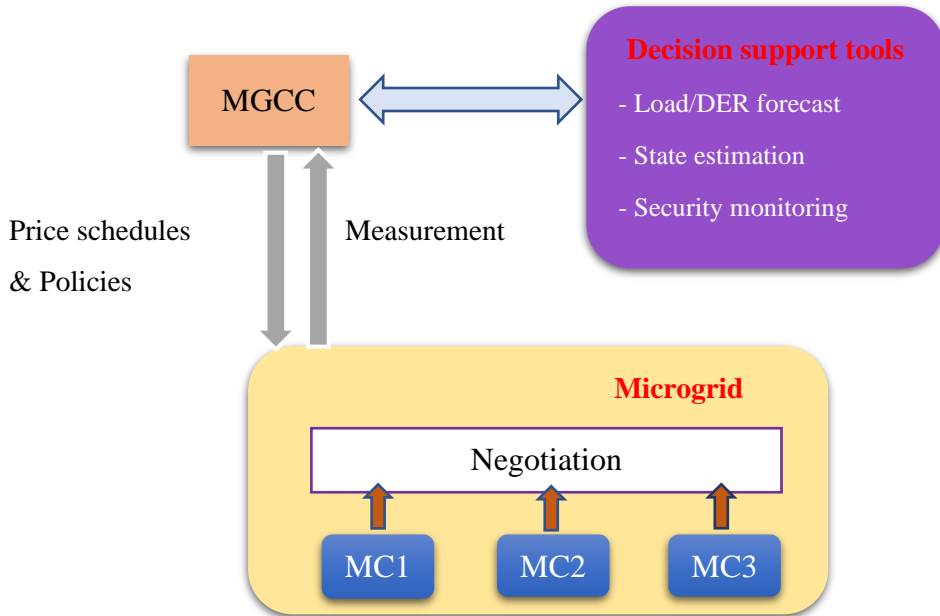 MGCC
Decision support tools
- Load/DER forecast
- State estimation
- Security monitoring
Price schedules
& Policies
Measurement
Microgrid
Negotiation
MC1
MC2
MC3